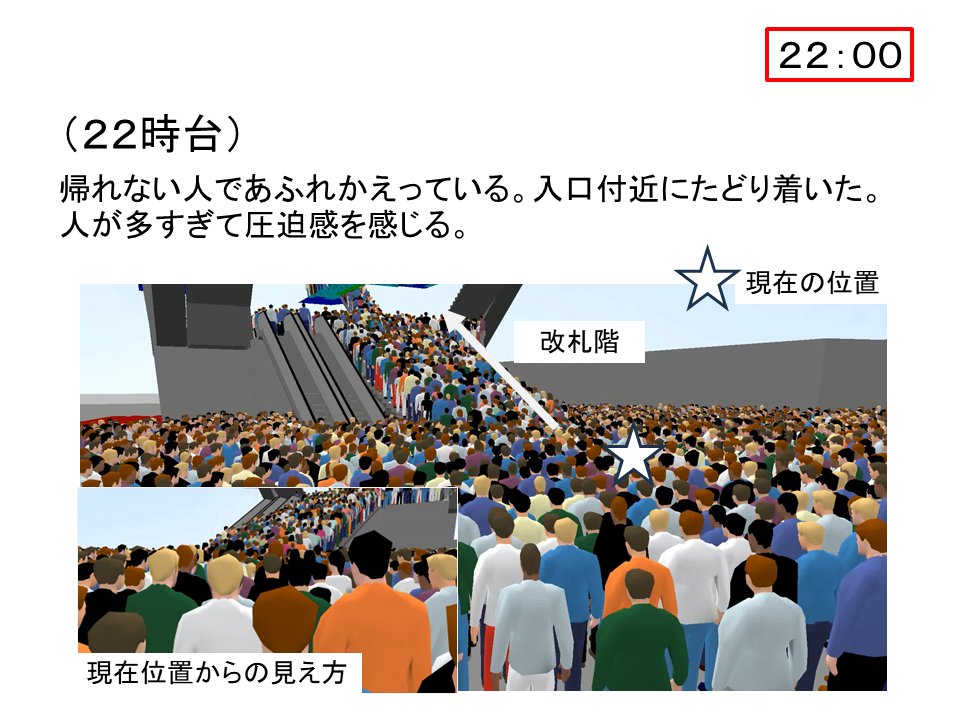 22:00
（22時台）
帰れない人であふれかえっている。入口付近にたどり着いた。
人が多すぎて圧迫感を感じる。
現在の位置
改札階
現在位置からの見え方